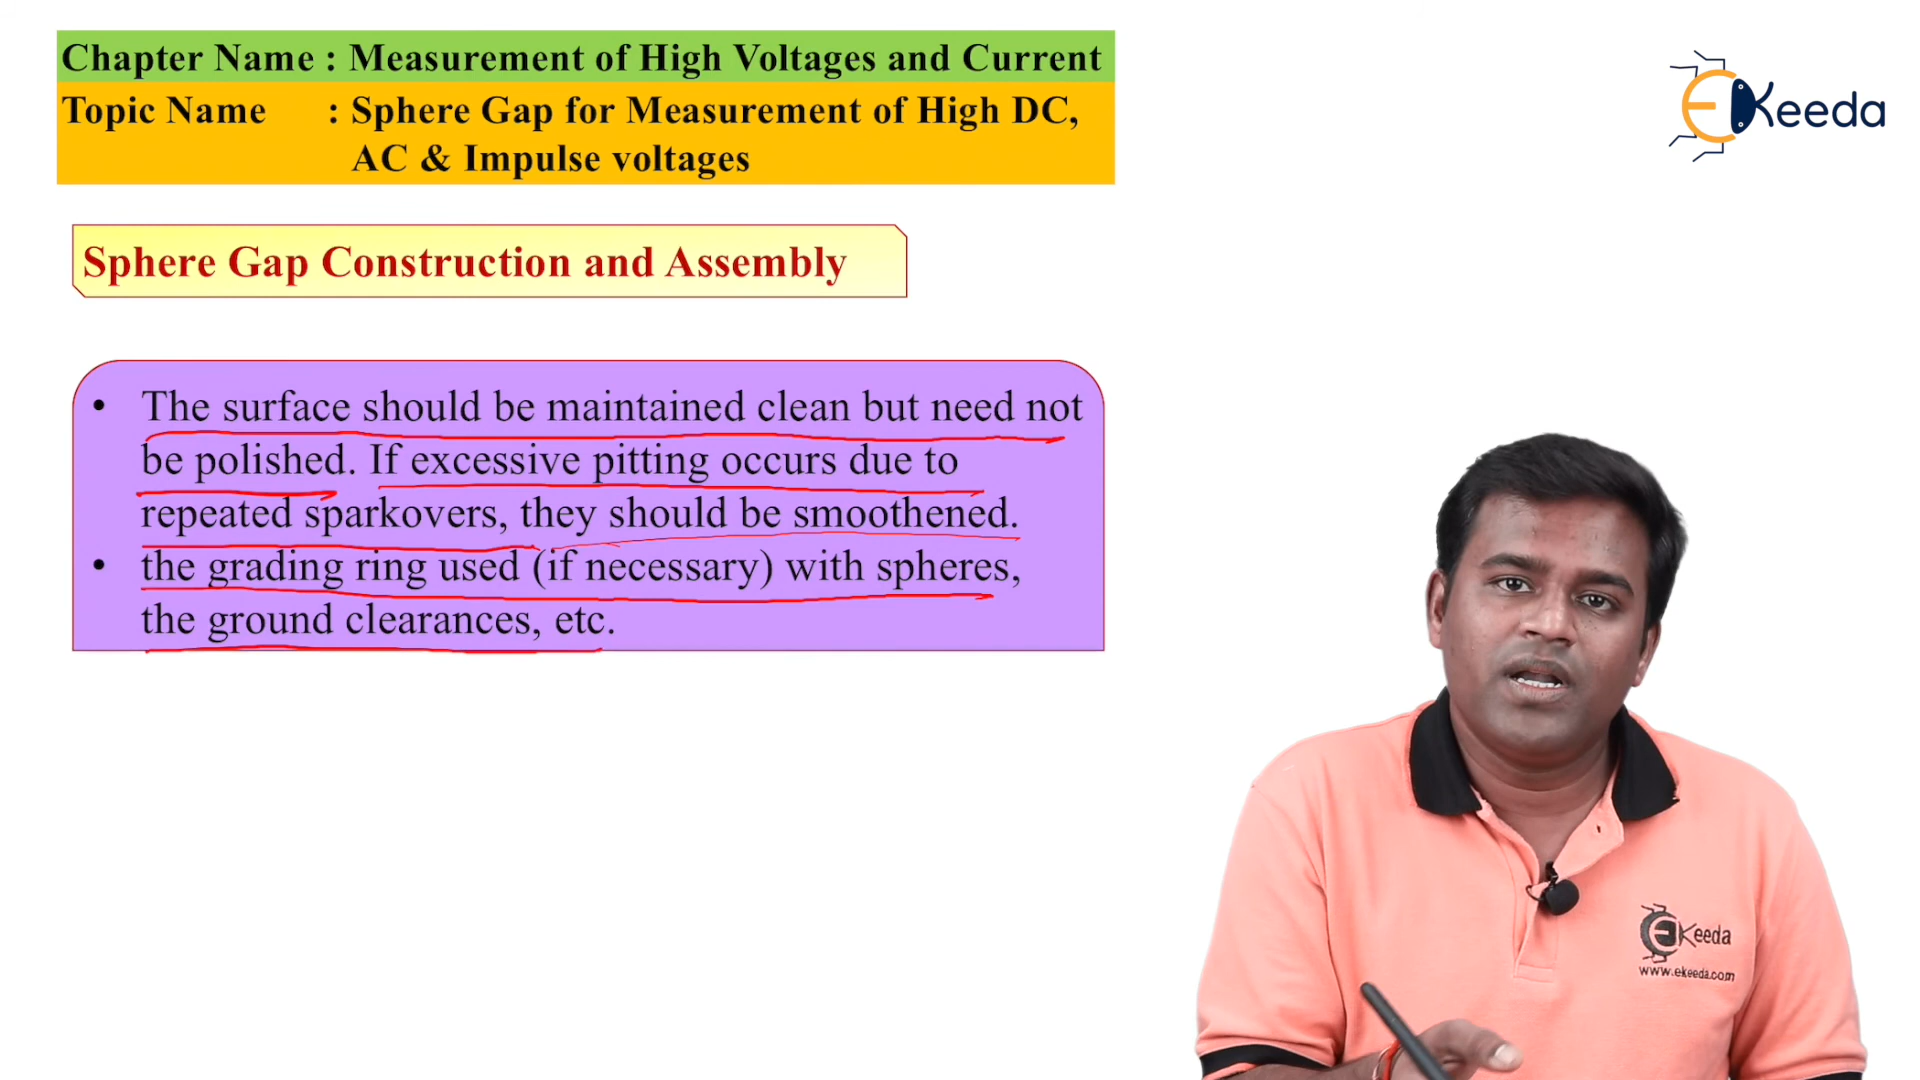 Chapter Name : Measurement of High Voltages and Current
Topic Name : Sphere Gap for Measurement of High DC,
AC & Impulse voltages
EKeeda
Sphere Gap Construction and Assembly
• The surface should be maintained clean but need not
be polished. If excessive pitting occurs due to
repeated sparkovers, they should be smoothened.
• the grading ring used (if necessary) with spheres,
the ground clearances, etc.
EKeeda
www.ekeeda.com